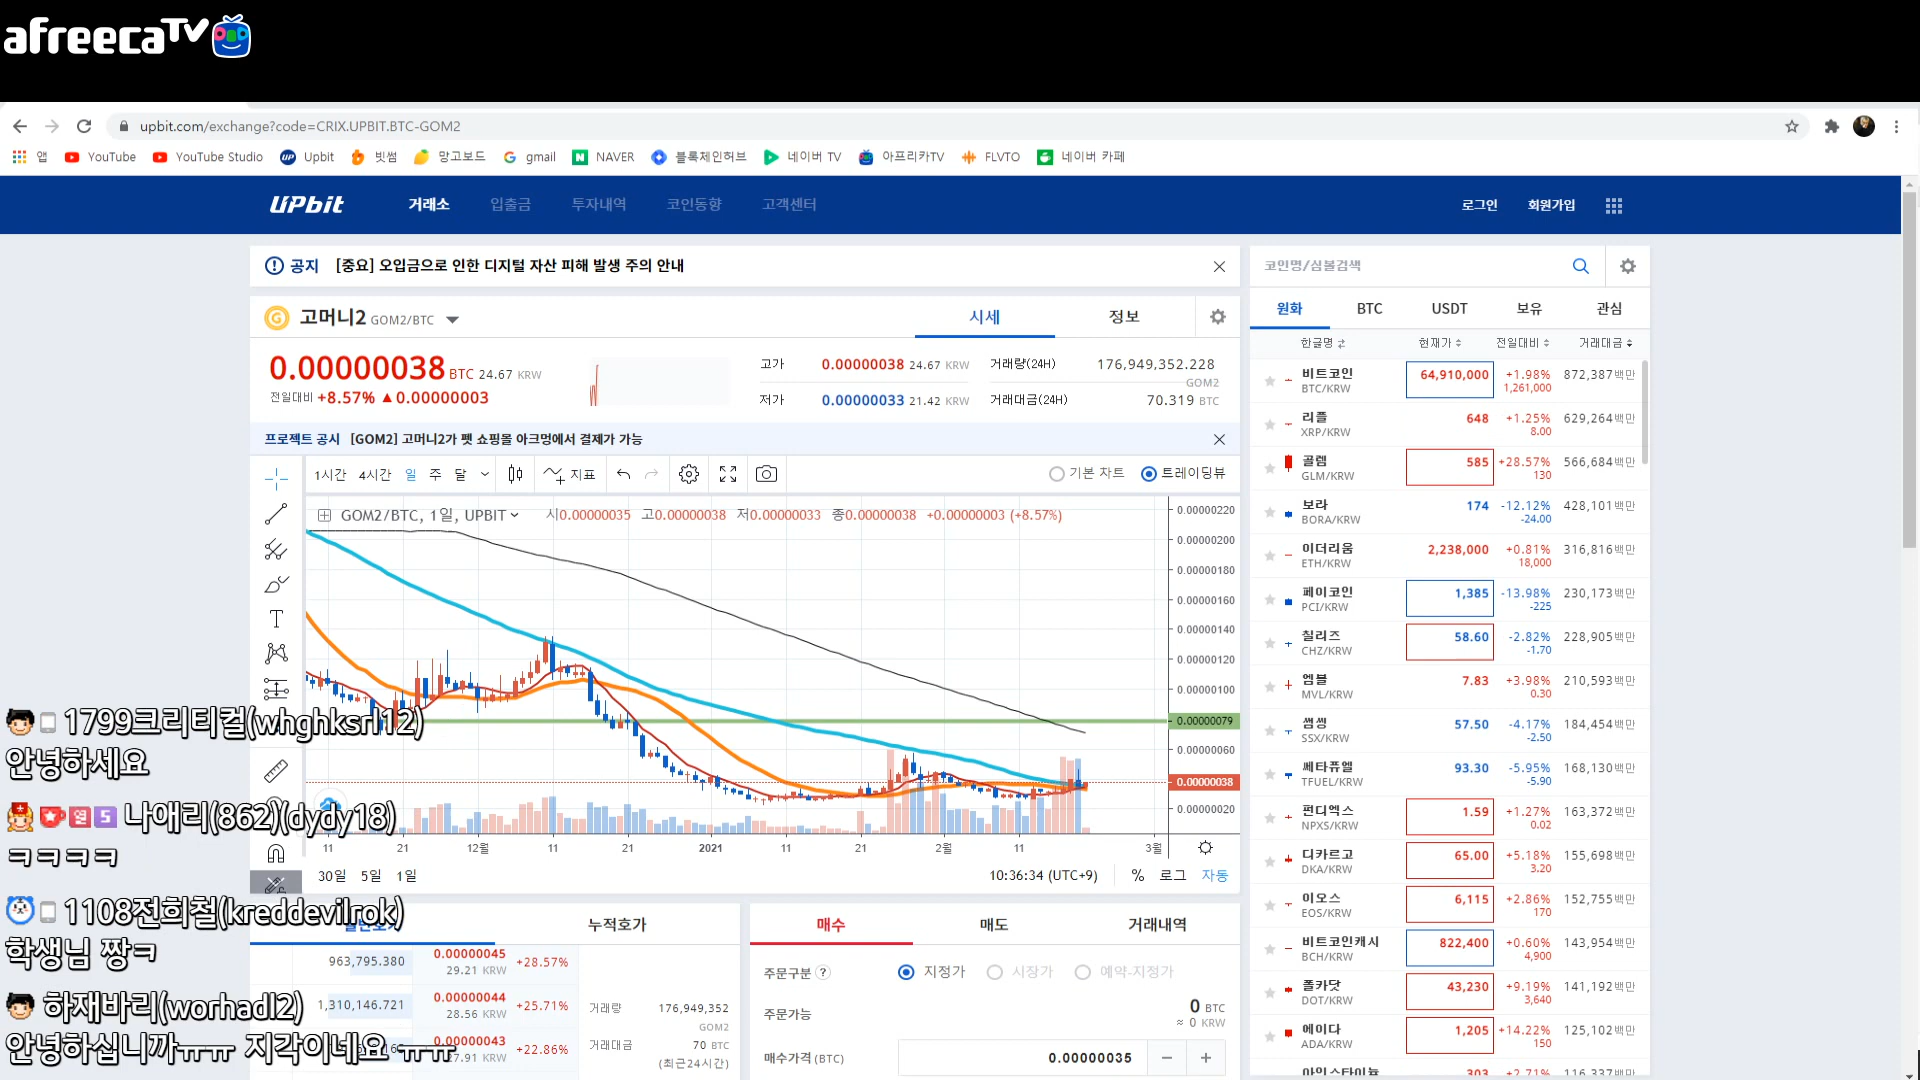 afreecaTV
upbit.com/exchange?code=CRIX.UPBIT.BTC-GOM2
앱 YouTube YouTube Studio Upbit 빗썸 망고보드 gmail NAVER 블록체인허브 네이버 TV 아프리카TV FLVTO 네이버 카페
UPbit 거래소 입출금 투자내역 코인동향 고객센터 로그인 회원가입
공지 [중요] 오입금으로 인한 디지털 자산 피해 발생 주의 안내
고머니2 GOM2/BTC 시세 정보
0.00000038 BTC 24.67 KRW
전일대비 +8.57% ▲0.00000003
고가 0.00000038 24.67 KRW 거래량(24H) 176,949,352.228
GOM2
저가 0.00000033 21.42 KRW 거래대금(24H) 70.319 BTC
프로젝트 공시 [GOM2] 고머니2가 펫 쇼핑몰 아크멍에서 결제가 가능
1시간 4시간 일 주 달 지표 기본 차트 트레이딩뷰
GOM2/BTC, 1일, UPBIT 시0.00000035 고0.00000038 저0.00000033 종0.00000038 +0.00000003 (+8.57%)
0.00000220
0.00000200
0.00000180
0.00000160
0.00000140
0.00000120
0.00000100
0.00000079
0.00000060
0.00000038
0.00000020
11 21 12월 11 21 2021 11 21 2월 11 3월
30일 5일 1일 10:36:34 (UTC+9) % 로그 자동
누적호가
963,795.380 0.00000045 +28.57%
29.21 KRW
1,310,146.721 0.00000044 +25.71%
28.56 KRW
0.00000043 +22.86%
27.91 KRW
거래량 176,949,352
GOM2
거래대금 70 BTC
(최근24시간)
매수 매도 거래내역
주문구분 ? 지정가 시장가 예약-지정가
주문가능 0 BTC
≈ 0 KRW
매수가격 (BTC) 0.00000035 − +
코인명/심볼검색
원화 BTC USDT 보유 관심
한글명 현재가 전일대비 거래대금
비트코인 64,910,000 +1.98% 872,387백만
BTC/KRW 1,261,000
리플 648 +1.25% 629,264백만
XRP/KRW 8.00
골렘 585 +28.57% 566,684백만
GLM/KRW 130
보라 174 -12.12% 428,101백만
BORA/KRW -24.00
이더리움 2,238,000 +0.81% 316,816백만
ETH/KRW 18,000
페이코인 1,385 -13.98% 230,173백만
PCI/KRW -225
칠리즈 58.60 -2.82% 228,905백만
CHZ/KRW -1.70
엠블 7.83 +3.98% 210,593백만
MVL/KRW 0.30
썸씽 57.50 -4.17% 184,454백만
SSX/KRW -2.50
쎄타퓨엘 93.30 -5.95% 168,130백만
TFUEL/KRW -5.90
펀디엑스 1.59 +1.27% 163,372백만
NPXS/KRW 0.02
디카르고 65.00 +5.18% 155,698백만
DKA/KRW 3.20
이오스 6,115 +2.86% 152,755백만
EOS/KRW 170
비트코인캐시 822,400 +0.60% 143,954백만
BCH/KRW 4,900
폴카닷 43,230 +9.19% 141,192백만
DOT/KRW 3,640
에이다 1,205 +14.22% 125,102백만
ADA/KRW 150
아인스타이늄 303 +2.71% 116,337백만
1799크리티컬(whghksrl12)
안녕하세요
열 5 나애리(862)(dydy18)
ㅋㅋㅋㅋ
1108전희철(kreddevilrok)
학생님 짱ㅋ
하재바리(worhadl2)
안녕하십니까ㅠㅠ 지각이네요 ㅠㅠ